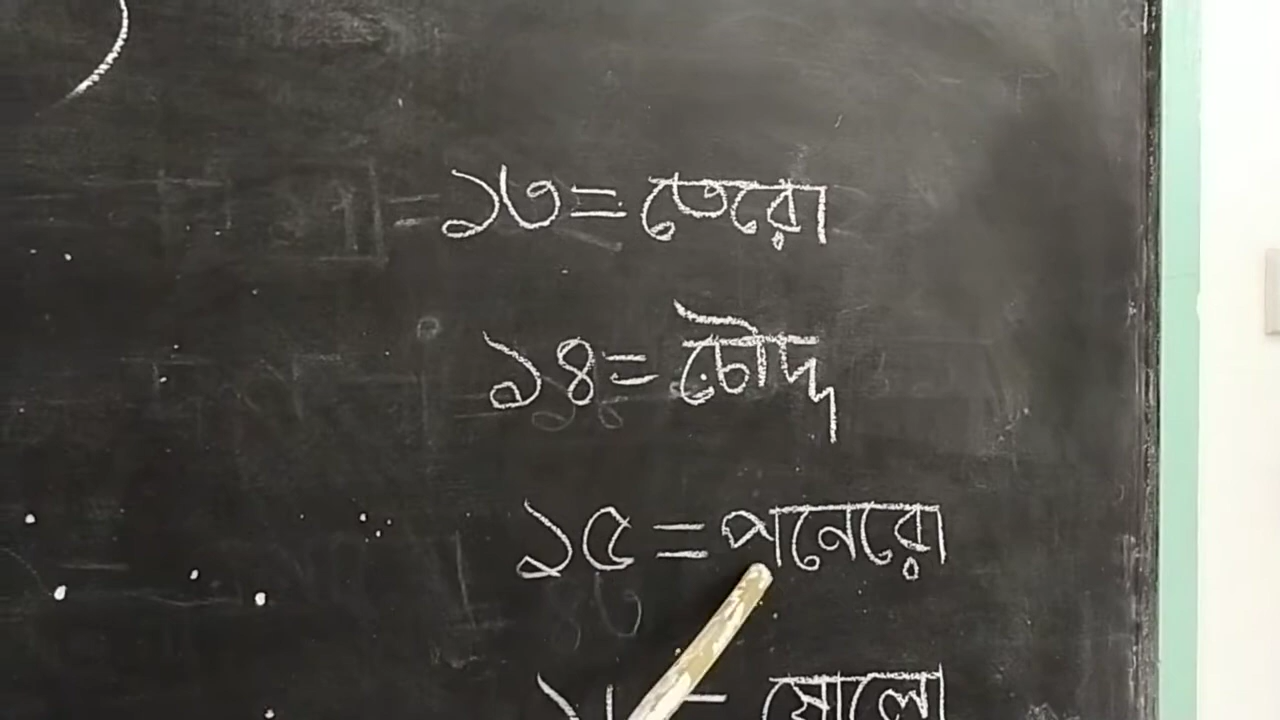 ১৩ = তেরো
১৪ = চৌদ্দ
১৫ = পনেরো
= ষোলো